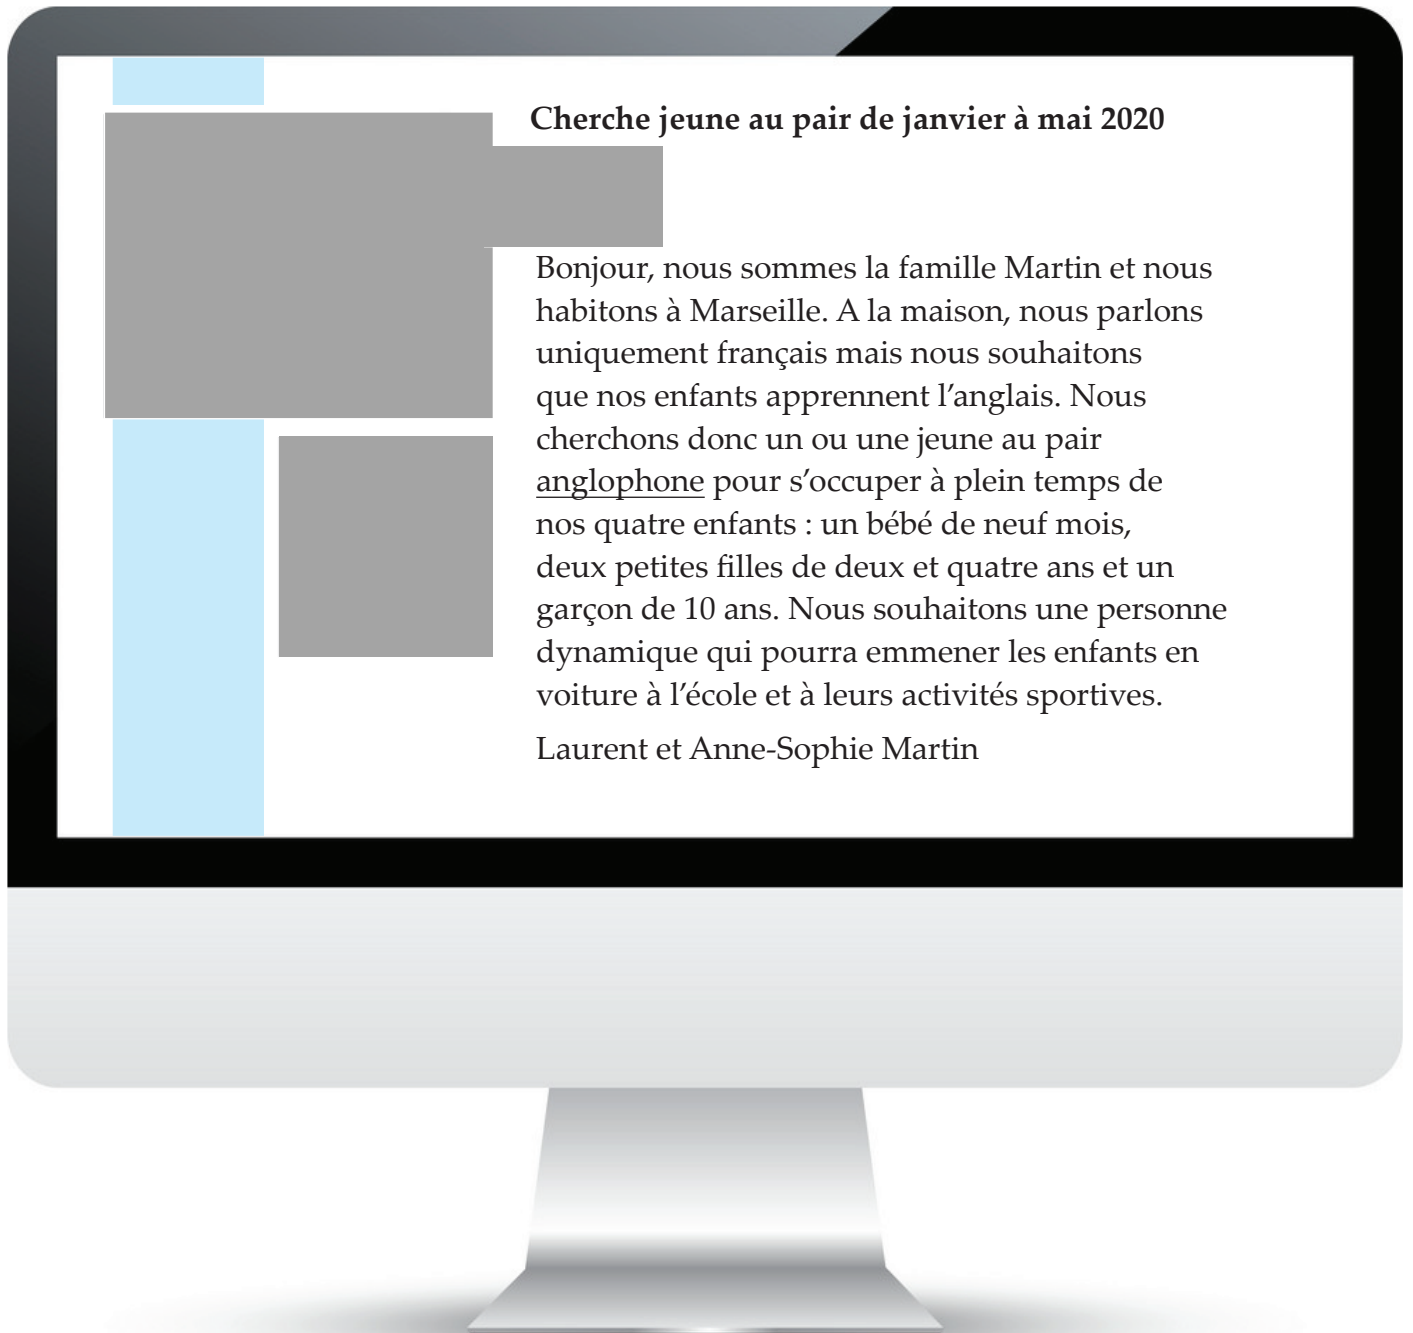 Cherche jeune au pair de janvier à mai 2020
Bonjour, nous sommes la famille Martin et nous
habitons à Marseille. A la maison, nous parlons
uniquement français mais nous souhaitons
que nos enfants apprennent l’anglais. Nous
cherchons donc un ou une jeune au pair
anglophone pour s’occuper à plein temps de
nos quatre enfants : un bébé de neuf mois,
deux petites filles de deux et quatre ans et un
garçon de 10 ans. Nous souhaitons une personne
dynamique qui pourra emmener les enfants en
voiture à l’école et à leurs activités sportives.
Laurent et Anne-Sophie Martin